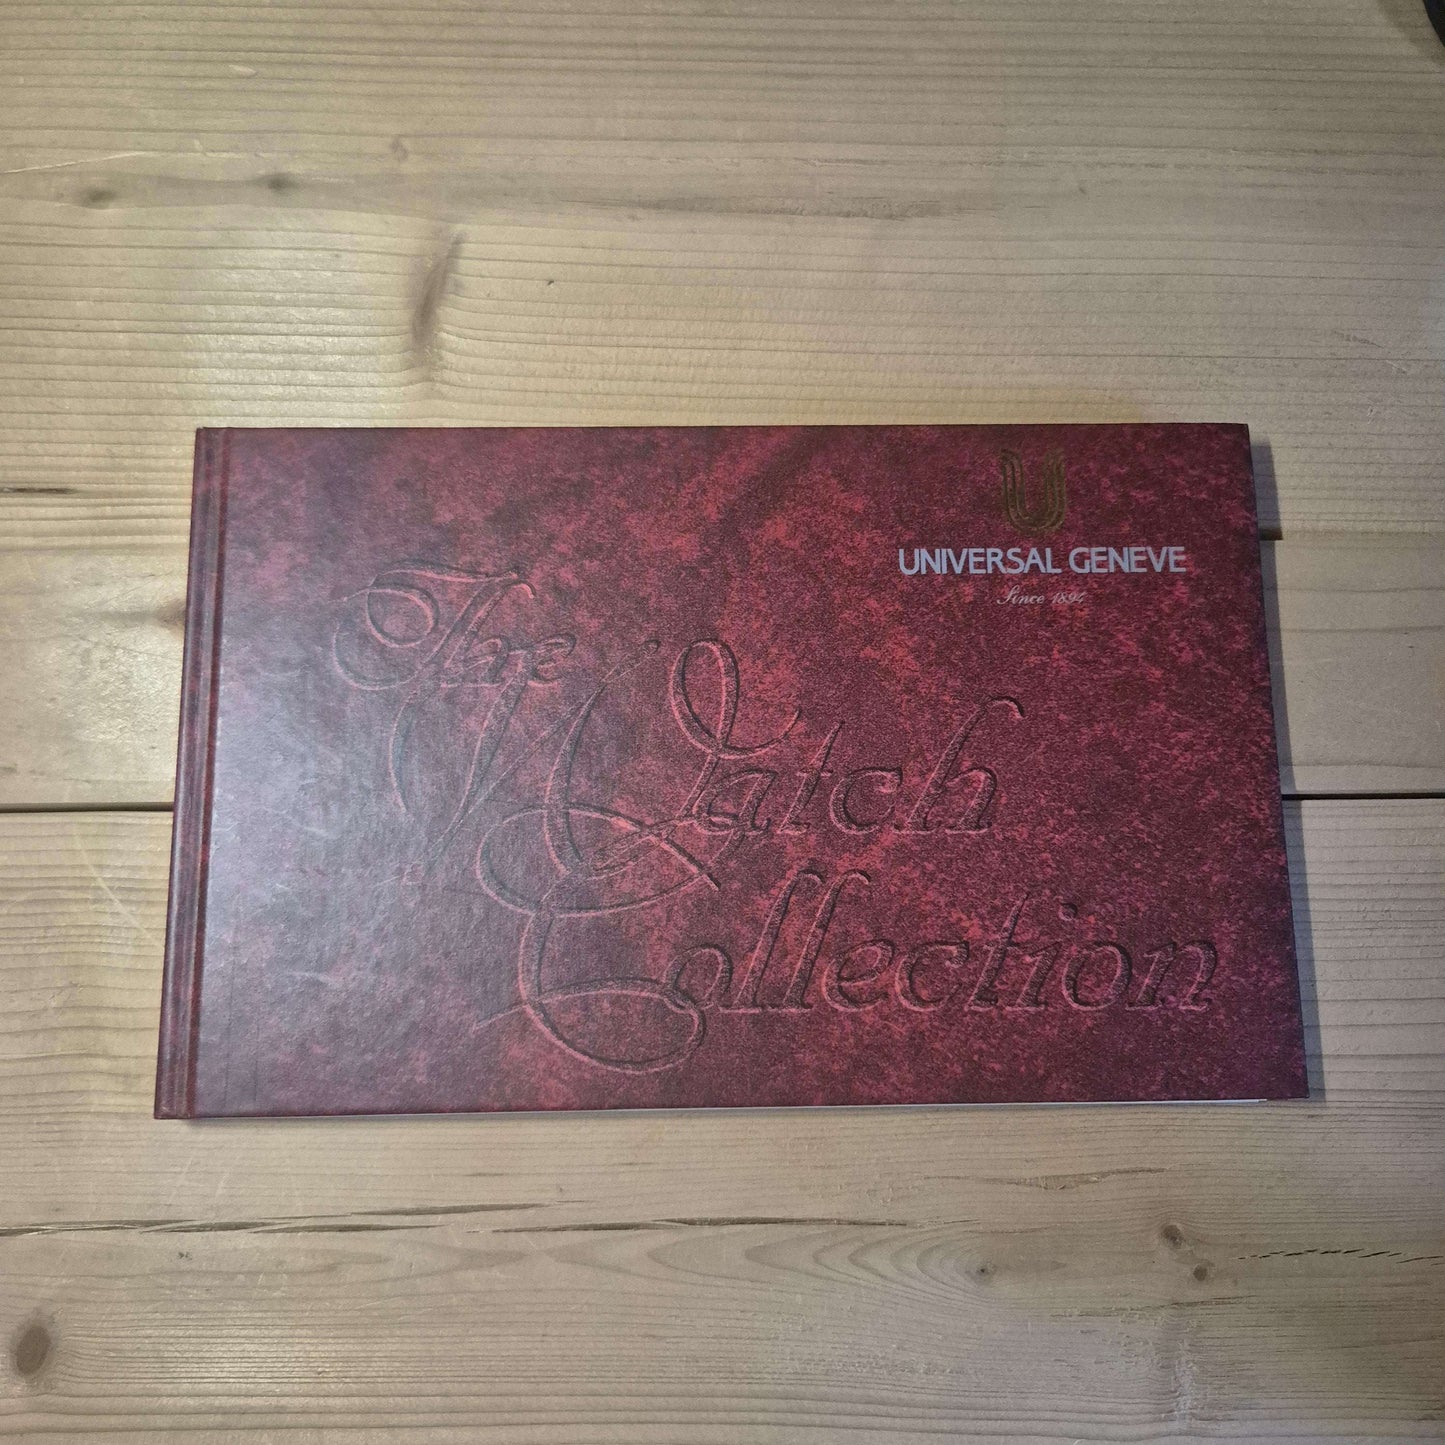 U
UNIVERSAL GENEVE
Since 1894
The
Watch
Collection